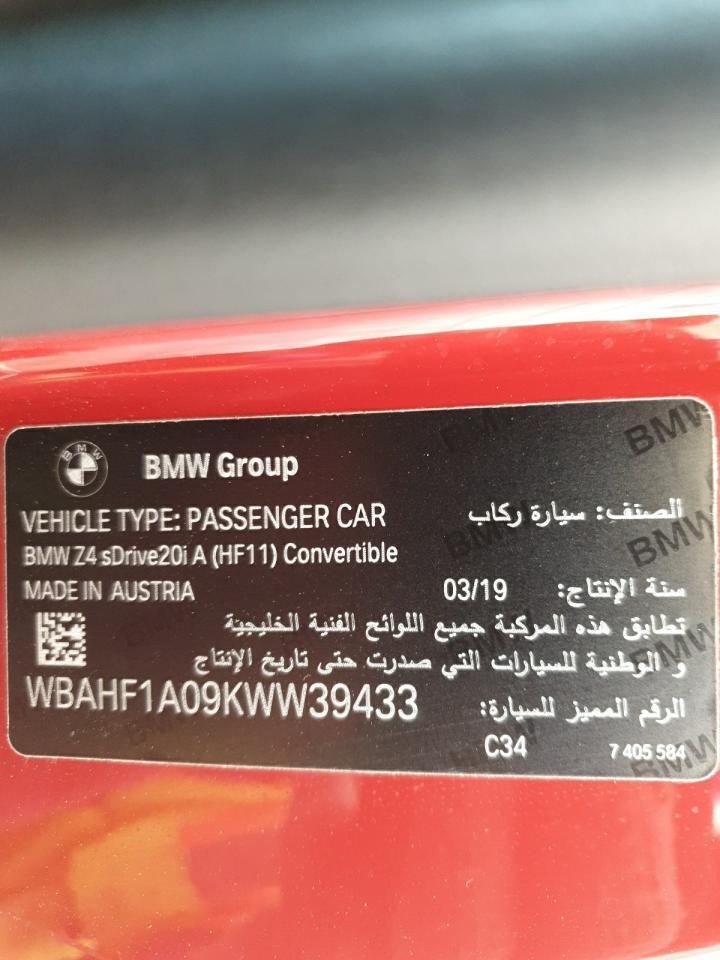 BMW Group
VEHICLE TYPE: PASSENGER CAR الصنف: سيارة ركاب
BMW Z4 sDrive20i A (HF11) Convertible
MADE IN AUSTRIA 03/19 سنة الإنتاج:
تطابق هذه المركبة جميع اللوائح الفنية الخليجية
و الوطنية للسيارات التي صدرت حتى تاريخ الإنتاج
WBAHF1A09KWW39433 الرقم المميز للسيارة:
C34 7 405 584